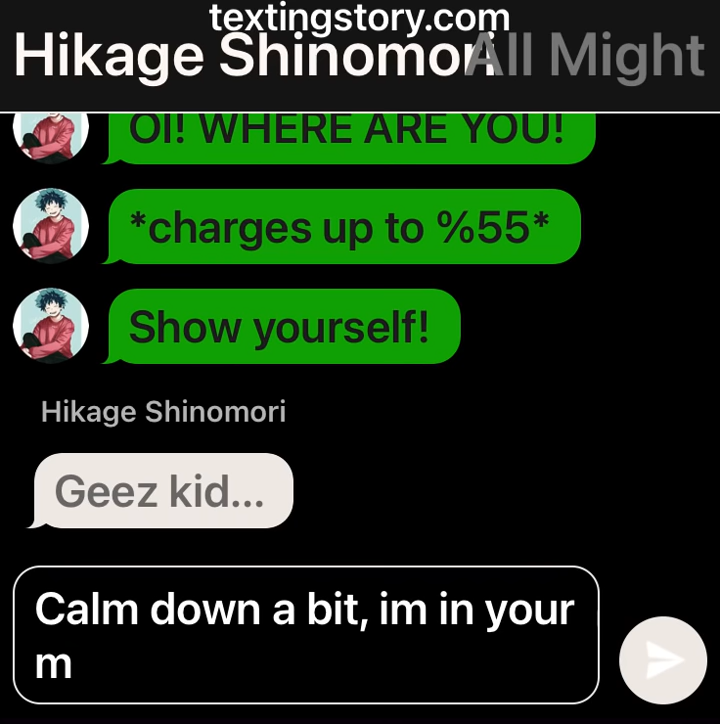 textingstory.com
Hikage Shinomori All Might
OI! WHERE ARE YOU!
*charges up to %55*
Show yourself!
Hikage Shinomori
Geez kid...
Calm down a bit, im in your
m